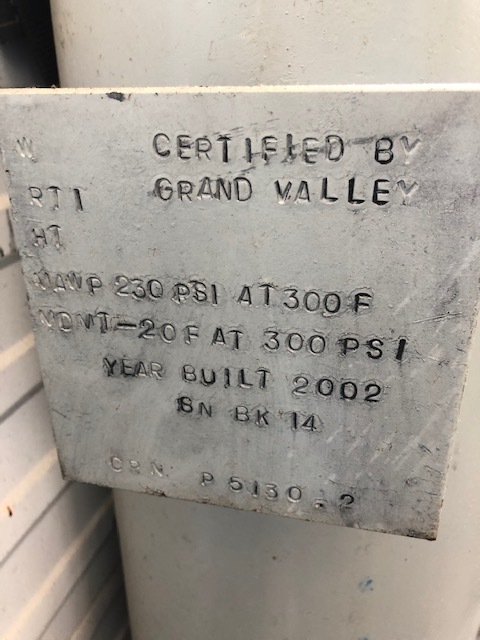 W CERTIFIED BY
RT1 GRAND VALLEY
HT
MAWP 230 PSI AT 300 F
MDMT -20 F AT 300 PSI
YEAR BUILT 2002
SN BK 14
CRN. P 5130.2